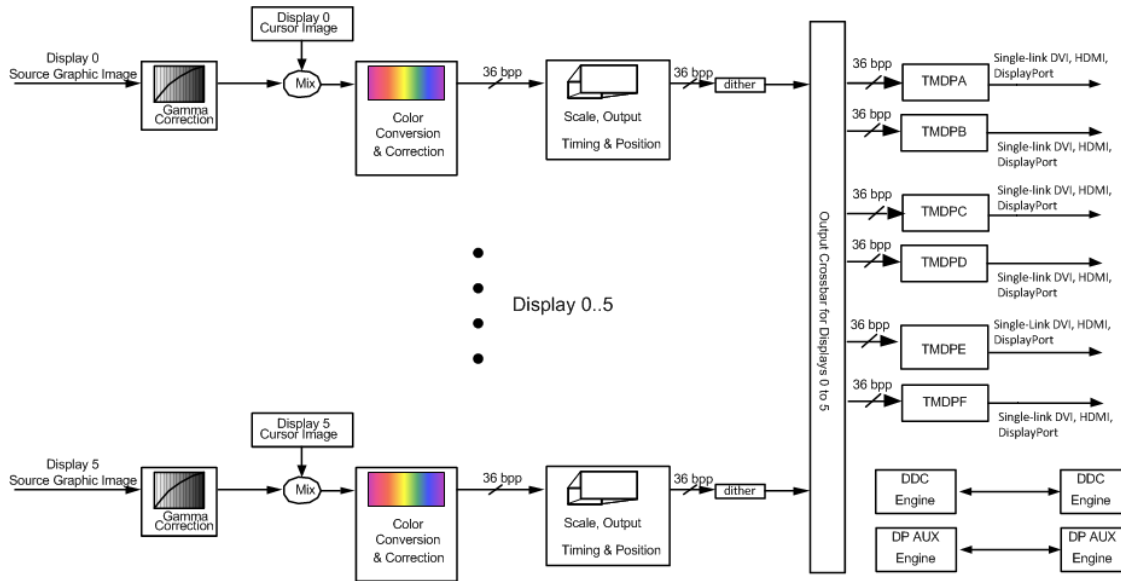 Display 0
Cursor Image
Display 0
Source Graphic Image
Gamma
Correction
Mix
Color
Conversion
& Correction
36 bpp
Scale, Output
Timing & Position
36 bpp
dither
Display 0..5
Display 5
Cursor Image
Display 5
Source Graphic Image
Gamma
Correction
Mix
Color
Conversion
& Correction
36 bpp
Scale, Output
Timing & Position
36 bpp
dither
Output Crossbar for Displays 0 to 5
36 bpp
TMDPA
Single-link DVI, HDMI,
DisplayPort
36 bpp
TMDPB
Single-link DVI, HDMI,
DisplayPort
36 bpp
TMDPC
Single-link DVI, HDMI,
DisplayPort
36 bpp
TMDPD
Single-link DVI, HDMI,
DisplayPort
36 bpp
TMDPE
Single-Link DVI, HDMI,
DisplayPort
36 bpp
TMDPF
Single-link DVI, HDMI,
DisplayPort
DDC
Engine
DDC
Engine
DP AUX
Engine
DP AUX
Engine